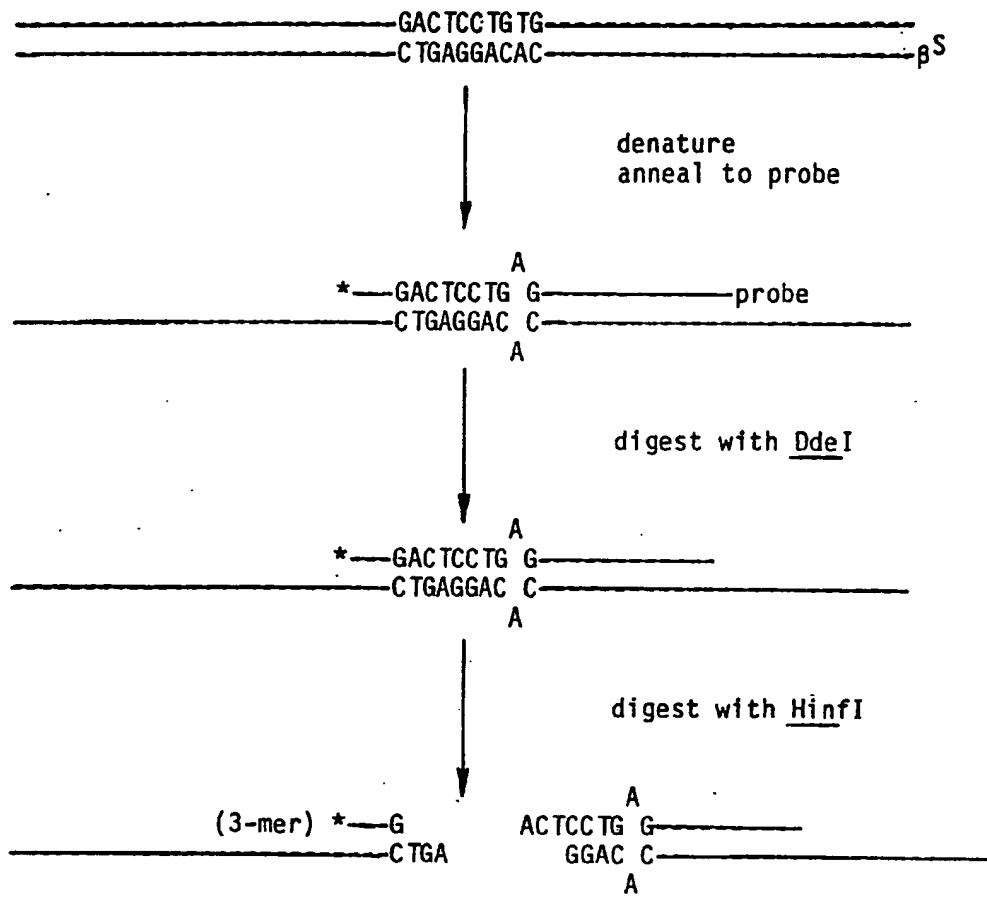 GACTCCTGTG
CTGAGGACAC βS
denature
anneal to probe
A
*GACTCCTG G probe
CTGAGGAC C
A
digest with DdeI
A
*GACTCCTG G
CTGAGGAC C
A
digest with HinfI
A
(3-mer) * G ACTCCTG G
CTGA GGAC C
A